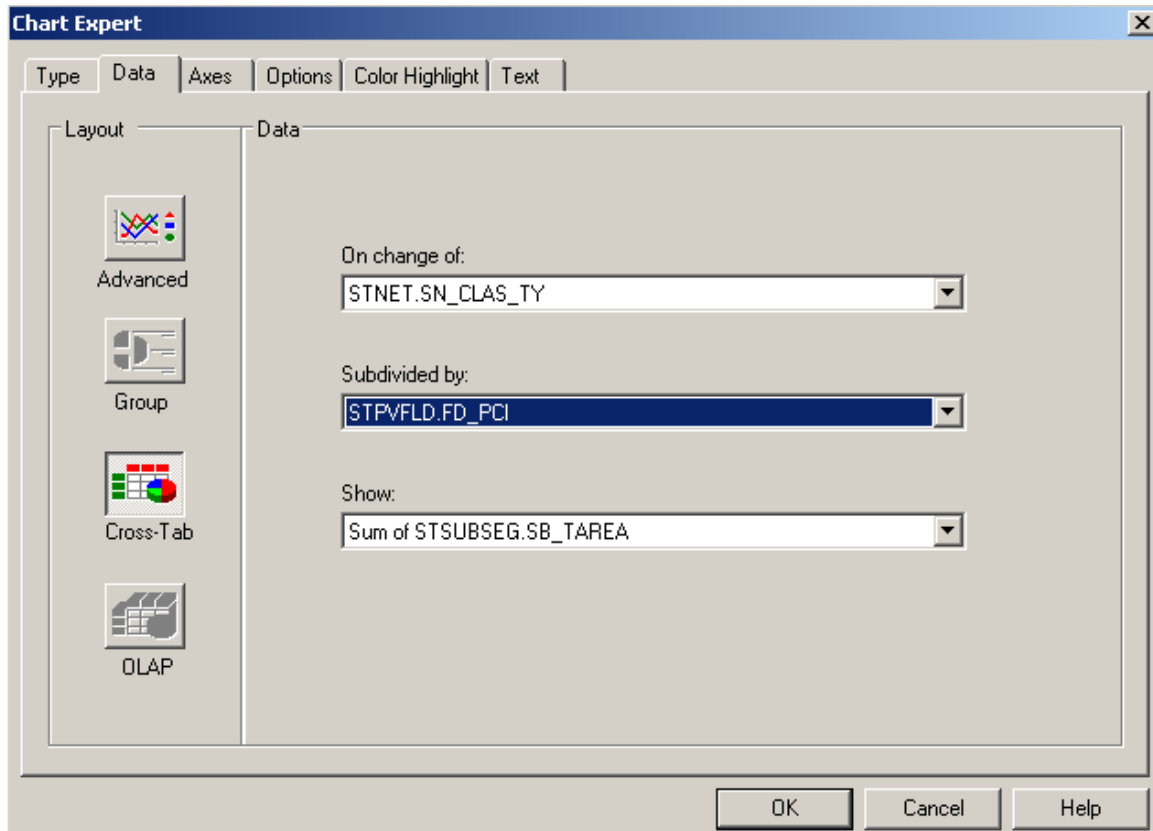 Chart Expert
Type Data Axes Options Color Highlight Text
Layout Data
Advanced
Group
Cross-Tab
OLAP
On change of:
STNET.SN_CLAS_TY
Subdivided by:
STPVFLD.FD_PCI
Show:
Sum of STSUBSEG.SB_TAREA
OK Cancel Help